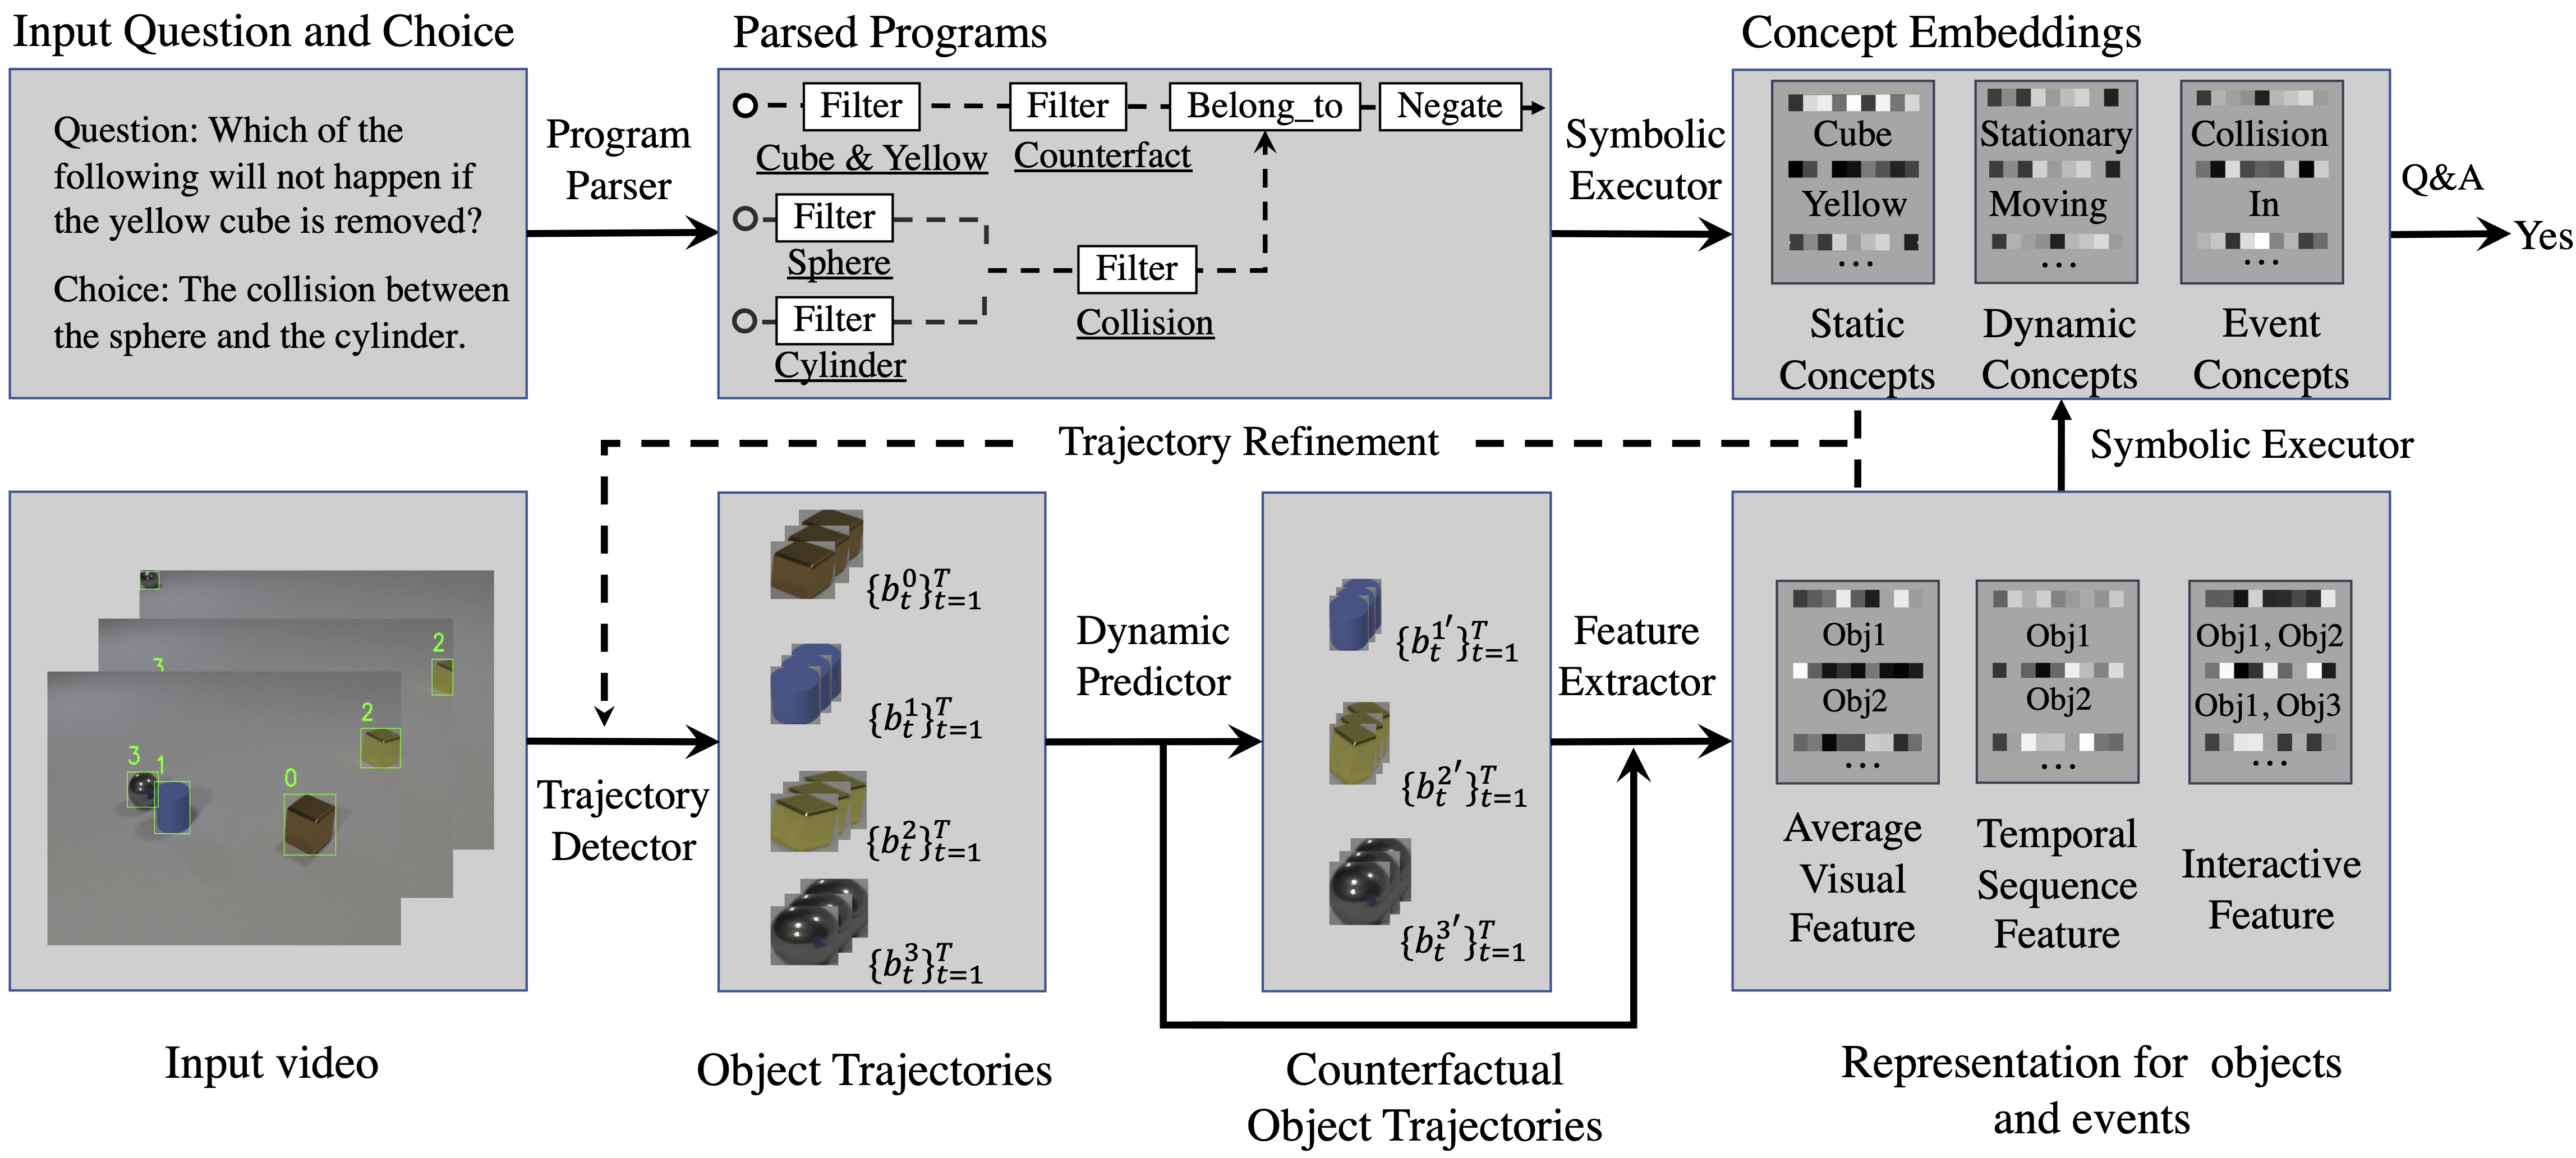 Input Question and Choice
Question: Which of the
following will not happen if
the yellow cube is removed?
Choice: The collision between
the sphere and the cylinder.
Program
Parser
Parsed Programs
Filter
Filter
Belong_to
Negate
Cube & Yellow
Counterfact
Filter
Sphere
Filter
Collision
Filter
Cylinder
Symbolic
Executor
Concept Embeddings
Cube
Yellow
...
Static
Concepts
Stationary
Moving
...
Dynamic
Concepts
Collision
In
...
Event
Concepts
Q&A
Yes
Trajectory Refinement
Symbolic Executor
3
2
2
3
1
0
Input video
Trajectory
Detector
{b_t^0}_{t=1}^T
{b_t^1}_{t=1}^T
{b_t^2}_{t=1}^T
{b_t^3}_{t=1}^T
Object Trajectories
Dynamic
Predictor
{b_t^{1'}}_{t=1}^T
{b_t^{2'}}_{t=1}^T
{b_t^{3'}}_{t=1}^T
Counterfactual
Object Trajectories
Feature
Extractor
Obj1
Obj2
...
Average
Visual
Feature
Obj1
Obj2
...
Temporal
Sequence
Feature
Obj1, Obj2
Obj1, Obj3
...
Interactive
Feature
Representation for objects
and events